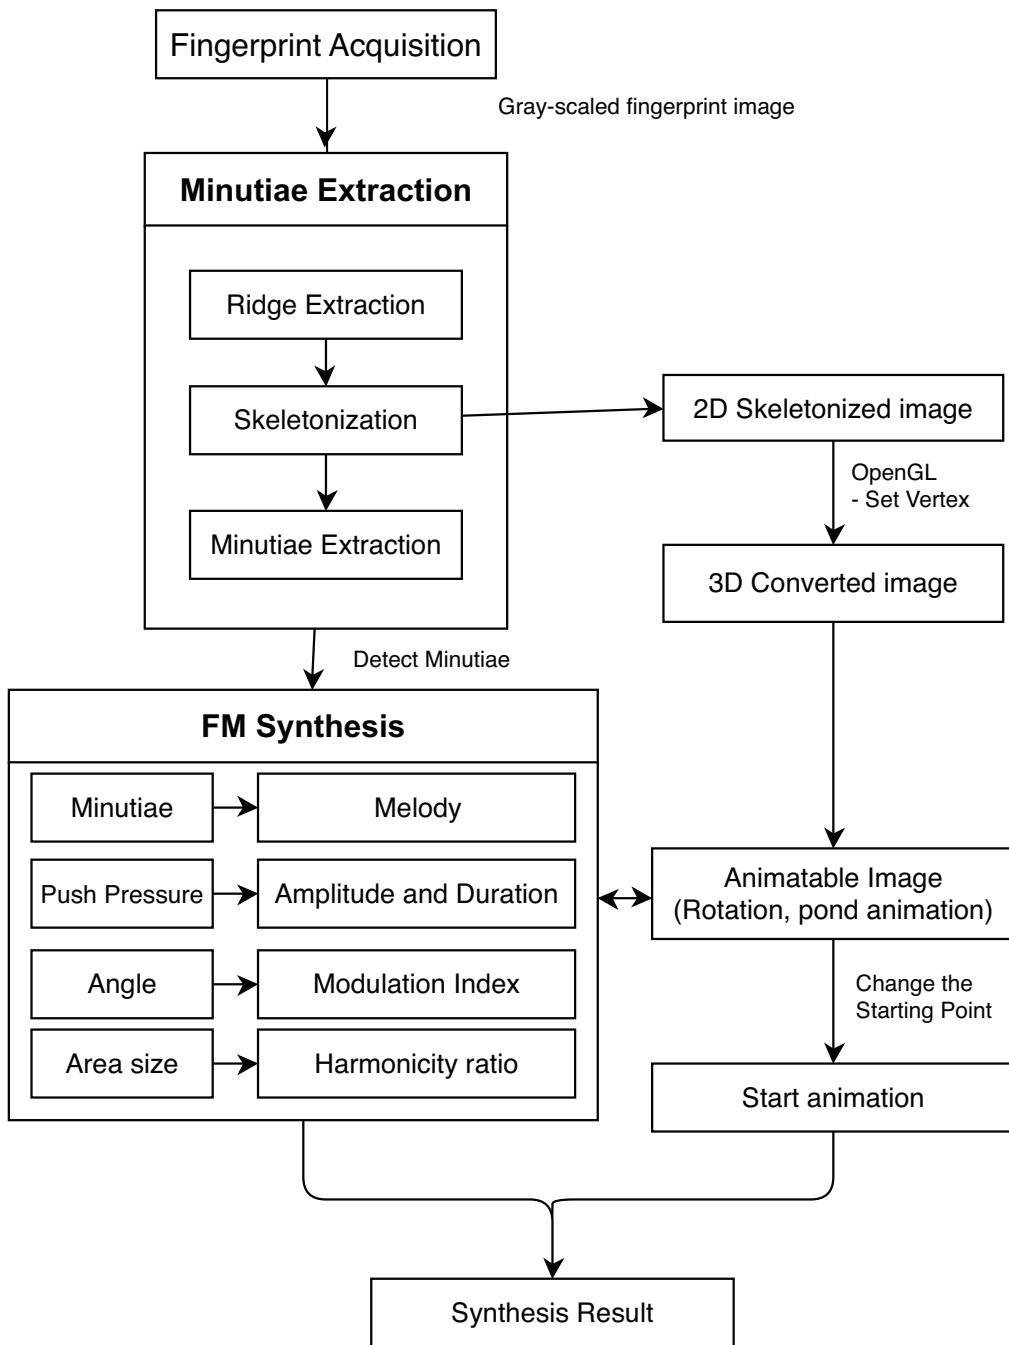 Fingerprint Acquisition
Gray-scaled fingerprint image
Minutiae Extraction
Ridge Extraction
Skeletonization
2D Skeletonized image
OpenGL
- Set Vertex
Minutiae Extraction
3D Converted image
Detect Minutiae
FM Synthesis
Minutiae
Melody
Push Pressure
Amplitude and Duration
Animatable Image
(Rotation, pond animation)
Angle
Modulation Index
Change the
Starting Point
Area size
Harmonicity ratio
Start animation
Synthesis Result